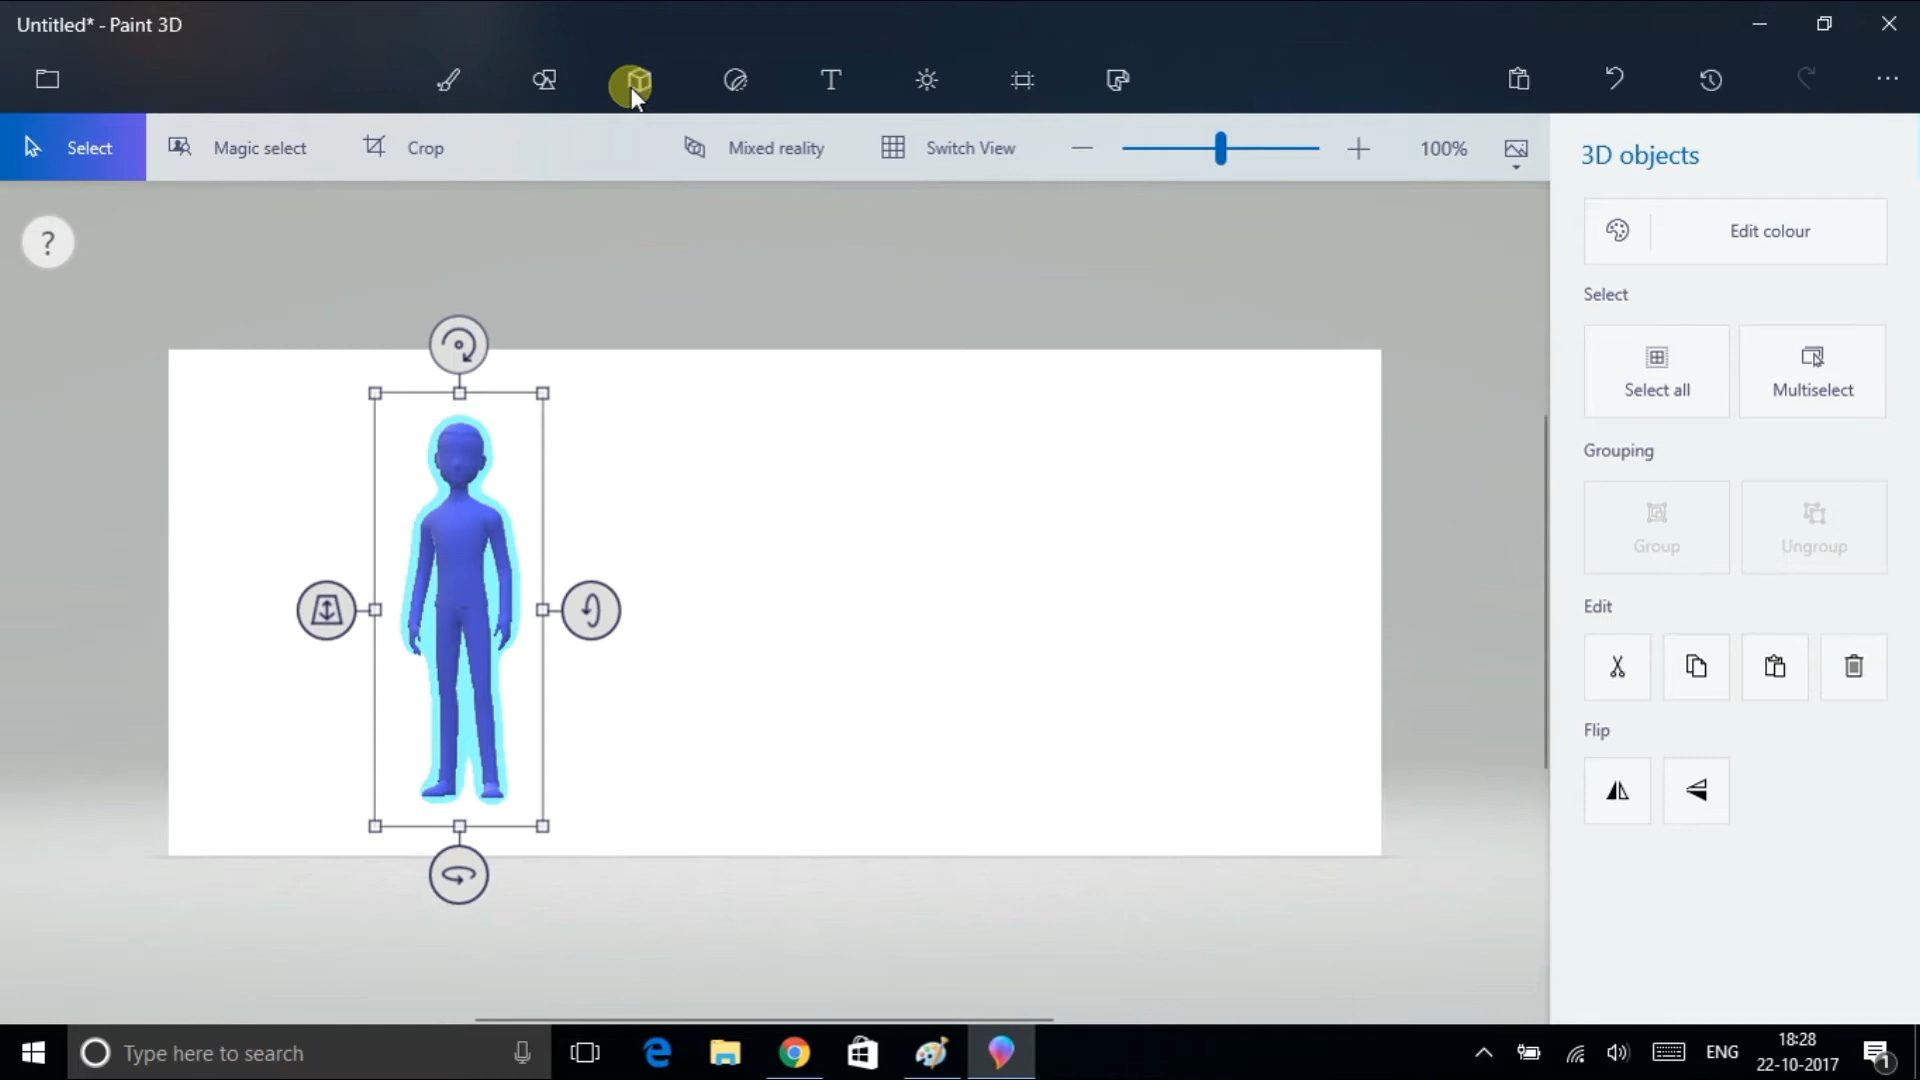 Untitled* - Paint 3D
Select
Magic select
Crop
Mixed reality
Switch View
100%
?
3D objects
Edit colour
Select
Select all
Multiselect
Grouping
Group
Ungroup
Edit
Flip
Type here to search
ENG
18:28
22-10-2017
1